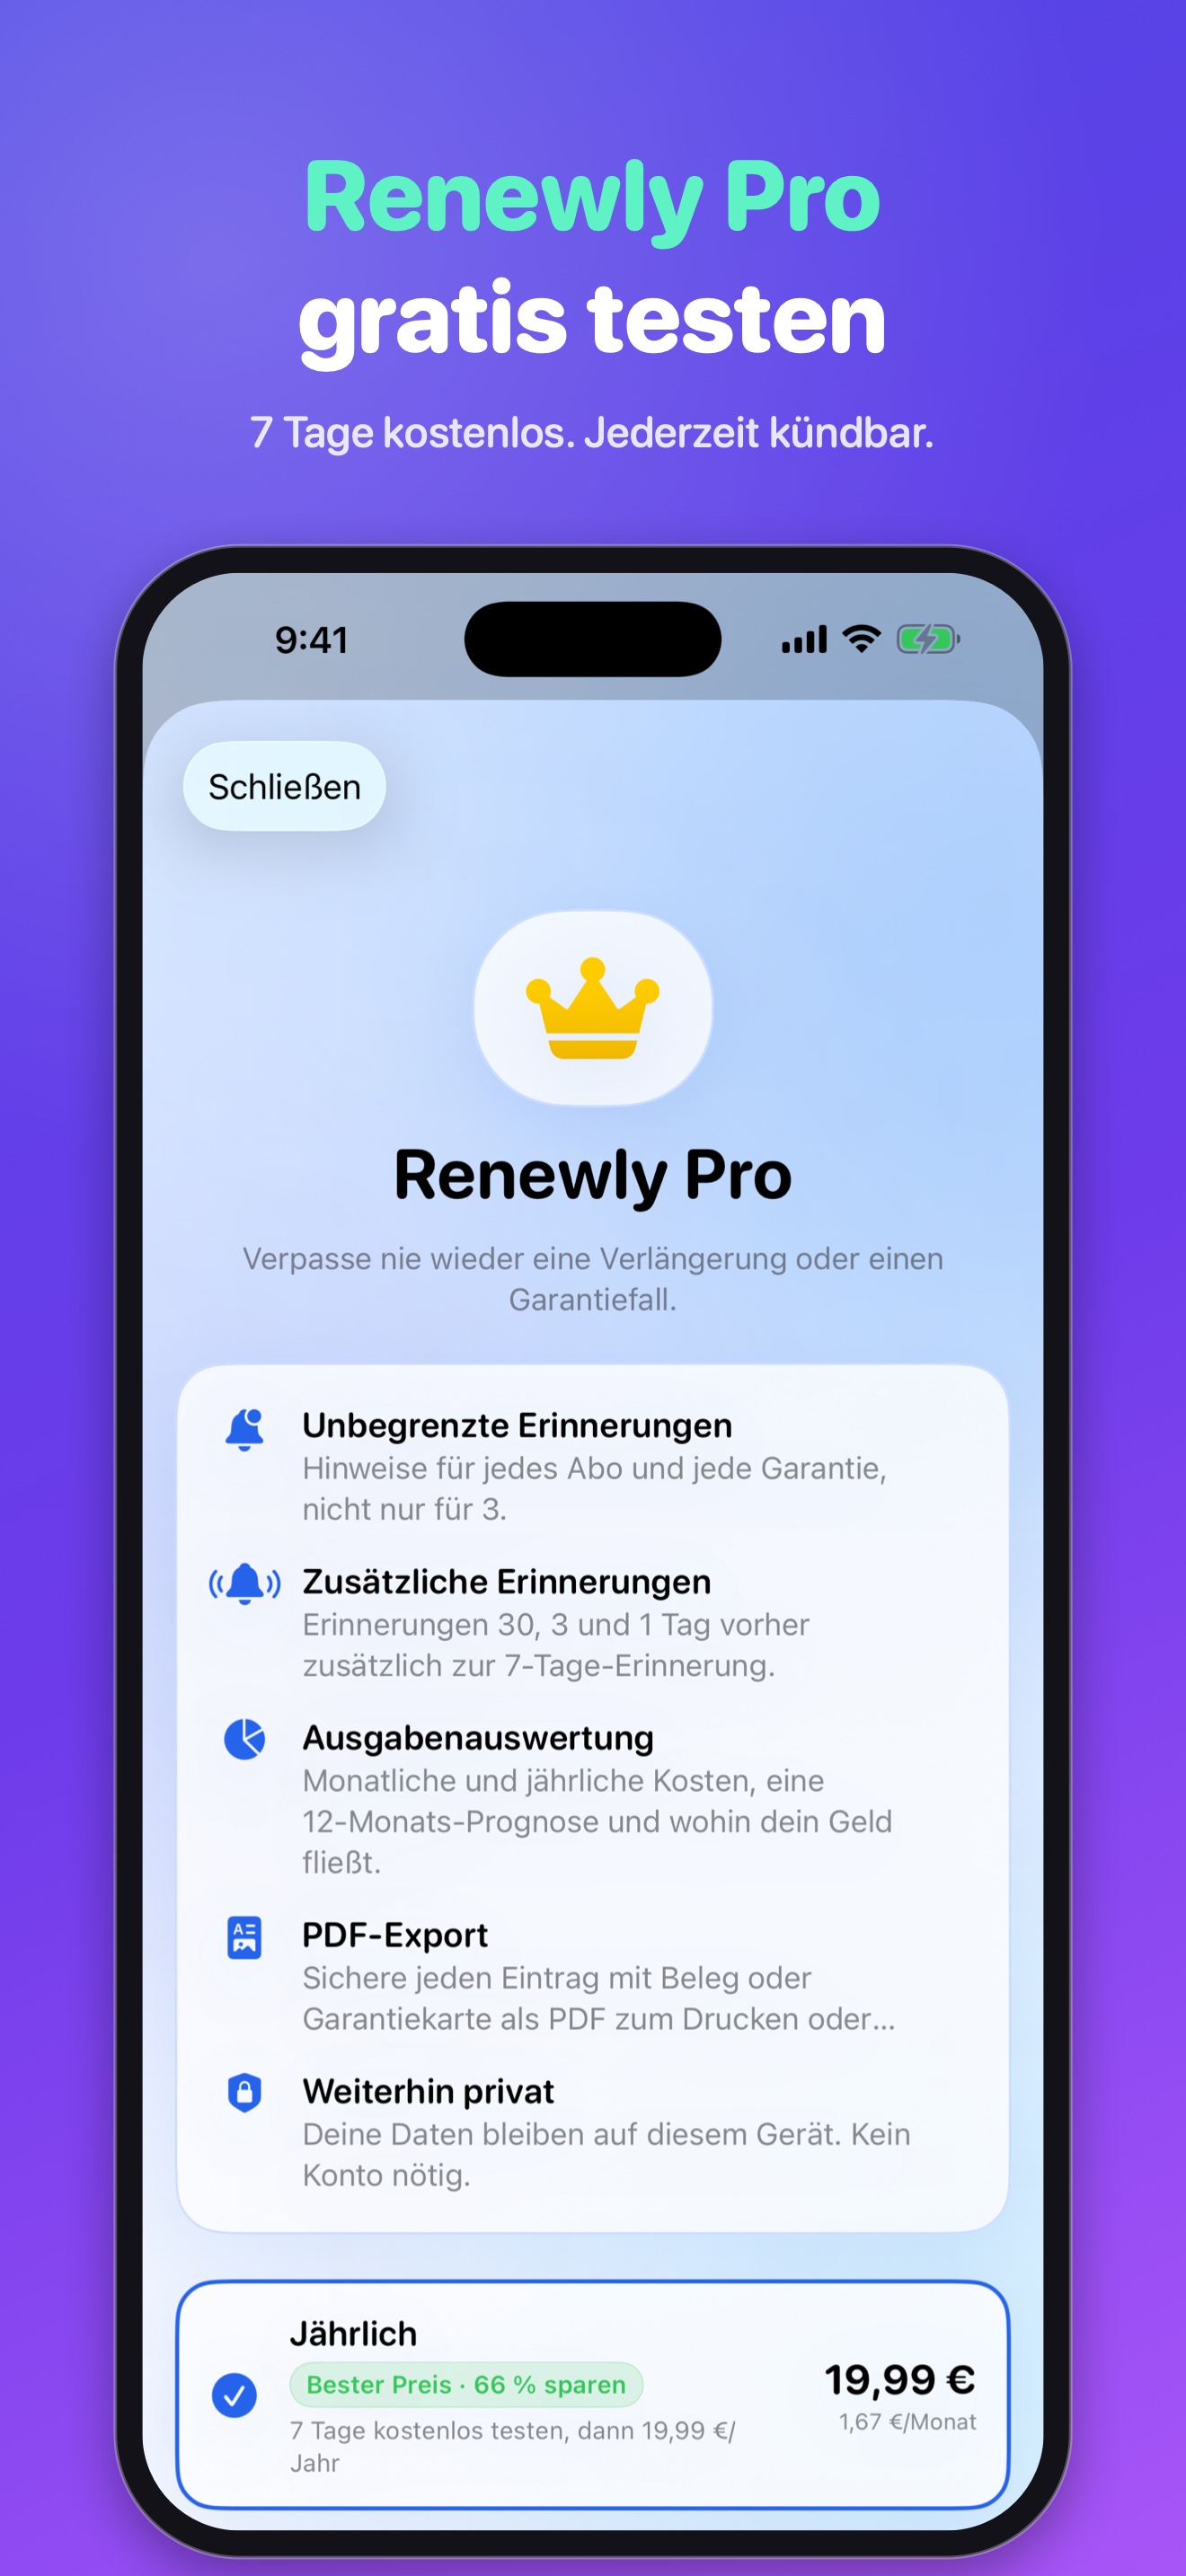 Renewly Pro
gratis testen
7 Tage kostenlos. Jederzeit kündbar.
9:41
Schließen
Renewly Pro
Verpasse nie wieder eine Verlängerung oder einen
Garantiefall.
Unbegrenzte Erinnerungen
Hinweise für jedes Abo und jede Garantie,
nicht nur für 3.
Zusätzliche Erinnerungen
Erinnerungen 30, 3 und 1 Tag vorher
zusätzlich zur 7-Tage-Erinnerung.
Ausgabenauswertung
Monatliche und jährliche Kosten, eine
12-Monats-Prognose und wohin dein Geld
fließt.
PDF-Export
Sichere jeden Eintrag mit Beleg oder
Garantiekarte als PDF zum Drucken oder...
Weiterhin privat
Deine Daten bleiben auf diesem Gerät. Kein
Konto nötig.
Jährlich
Bester Preis · 66 % sparen
7 Tage kostenlos testen, dann 19,99 €/
Jahr
19,99 €
1,67 €/Monat